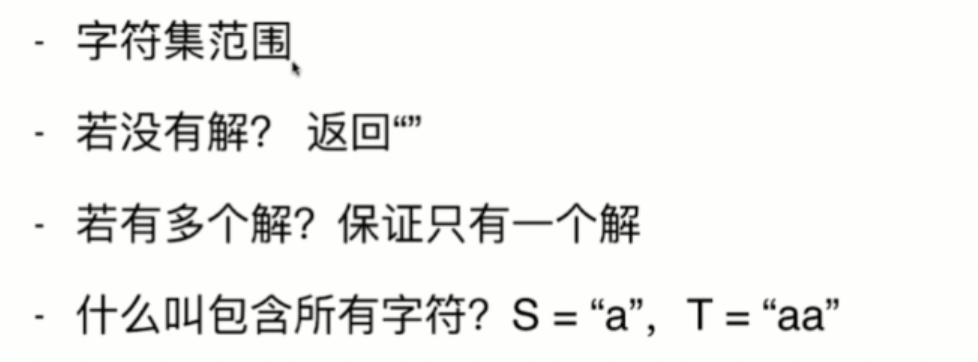 - 字符集范围
- 若没有解？ 返回“”
- 若有多个解？保证只有一个解
- 什么叫包含所有字符？S = “a”， T = “aa”